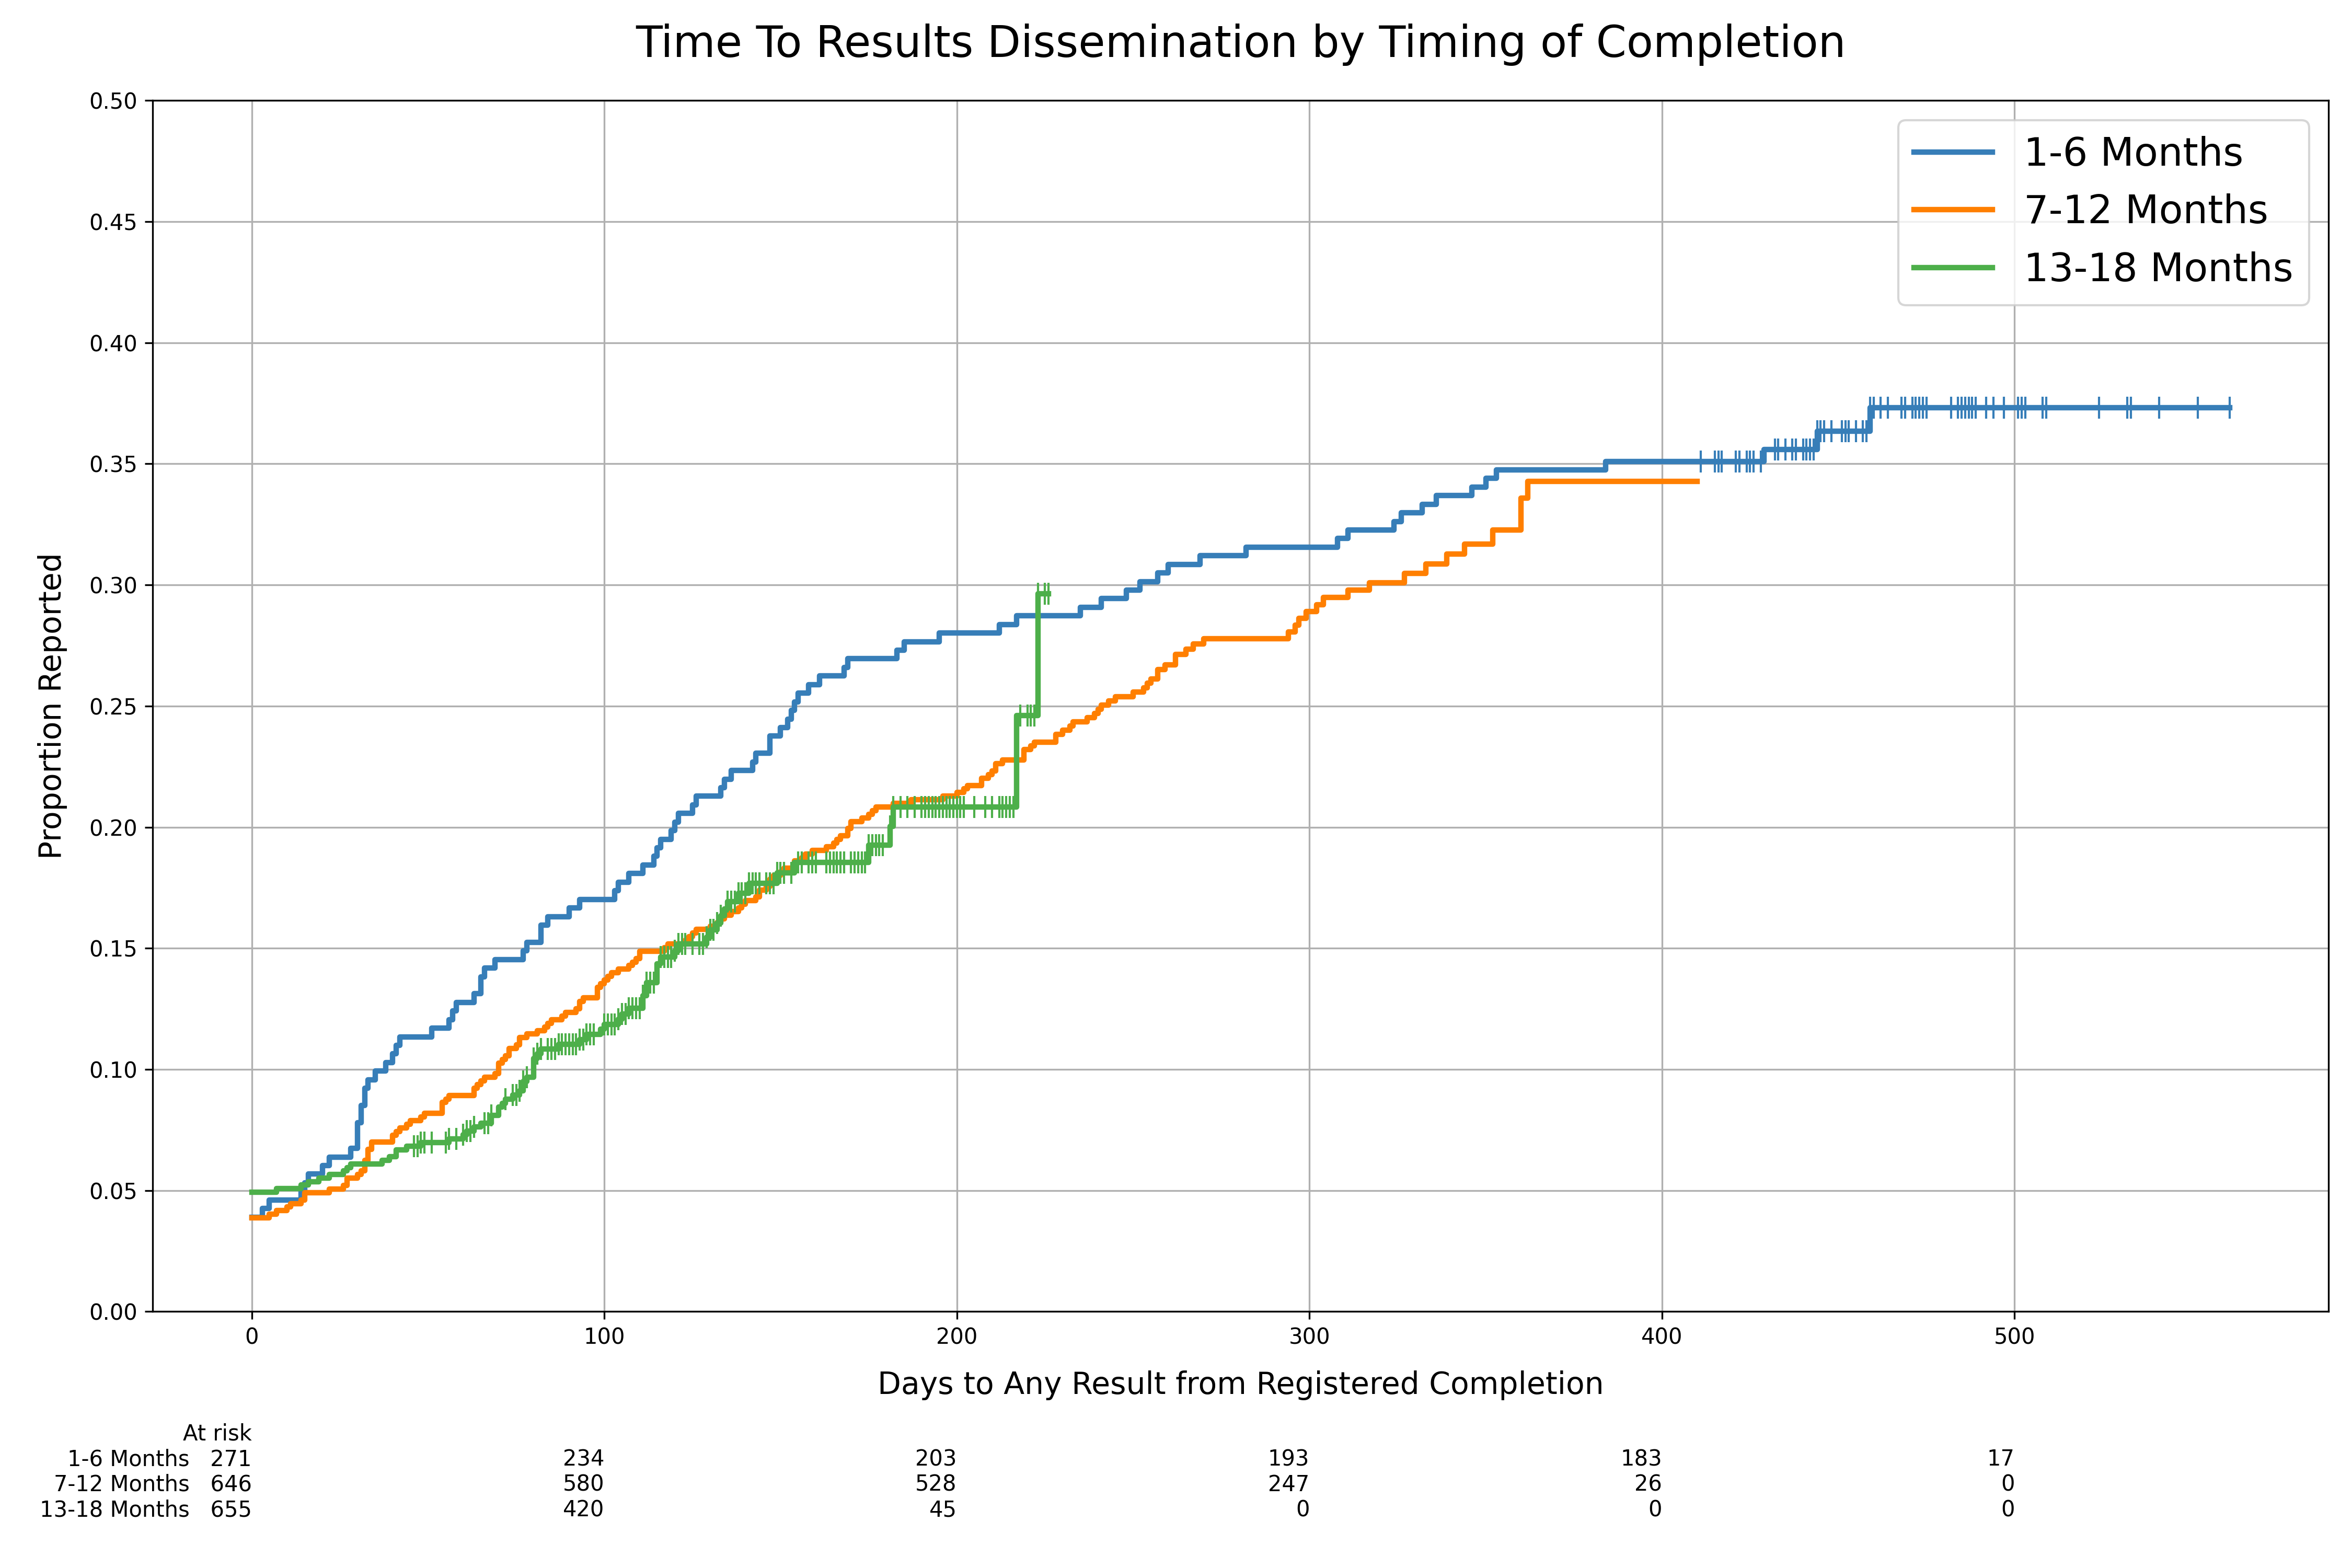 Time To Results Dissemination by Timing of Completion
0.50
0.45
0.40
0.35
0.30
0.25
0.20
0.15
0.10
0.05
0.00
Proportion Reported
1-6 Months
7-12 Months
13-18 Months
0 100 200 300 400 500
Days to Any Result from Registered Completion
At risk
1-6 Months 271 234 203 193 183 17
7-12 Months 646 580 528 247 26 0
13-18 Months 655 420 45 0 0 0